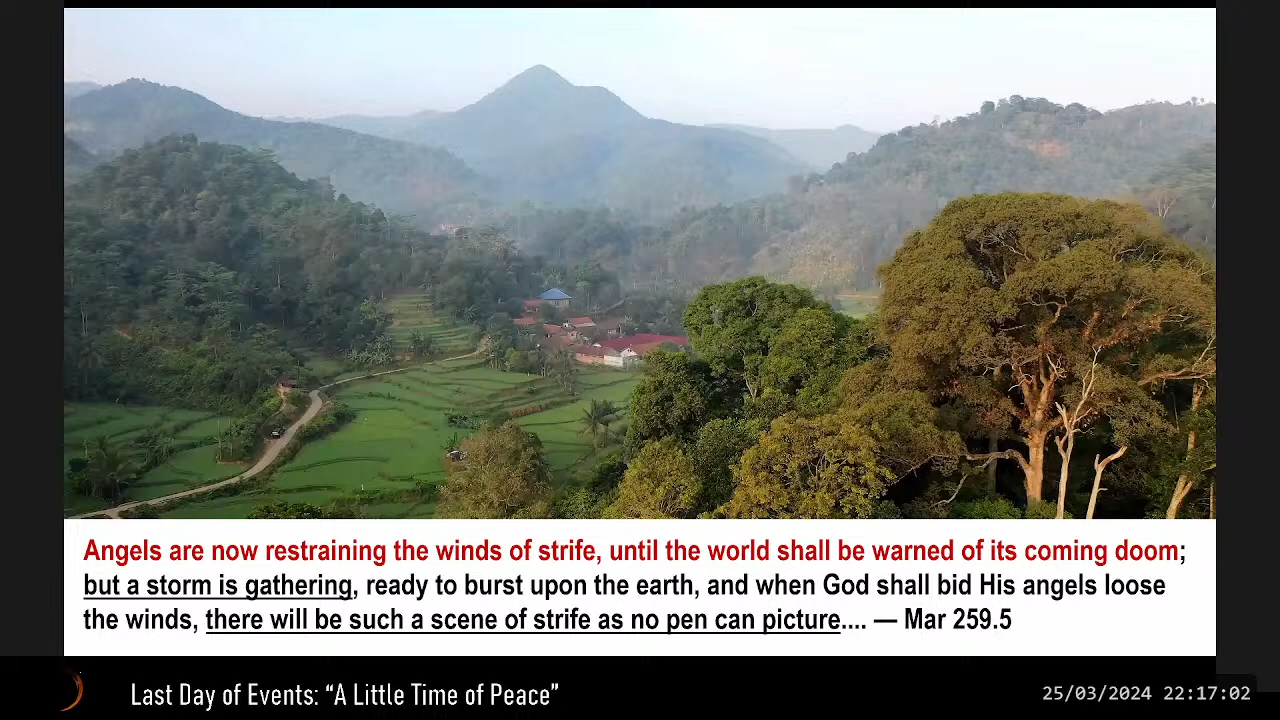 Angels are now restraining the winds of strife, until the world shall be warned of its coming doom;
but a storm is gathering, ready to burst upon the earth, and when God shall bid His angels loose
the winds, there will be such a scene of strife as no pen can picture.... — Mar 259.5
Last Day of Events: “A Little Time of Peace”
25/03/2024 22:17:02